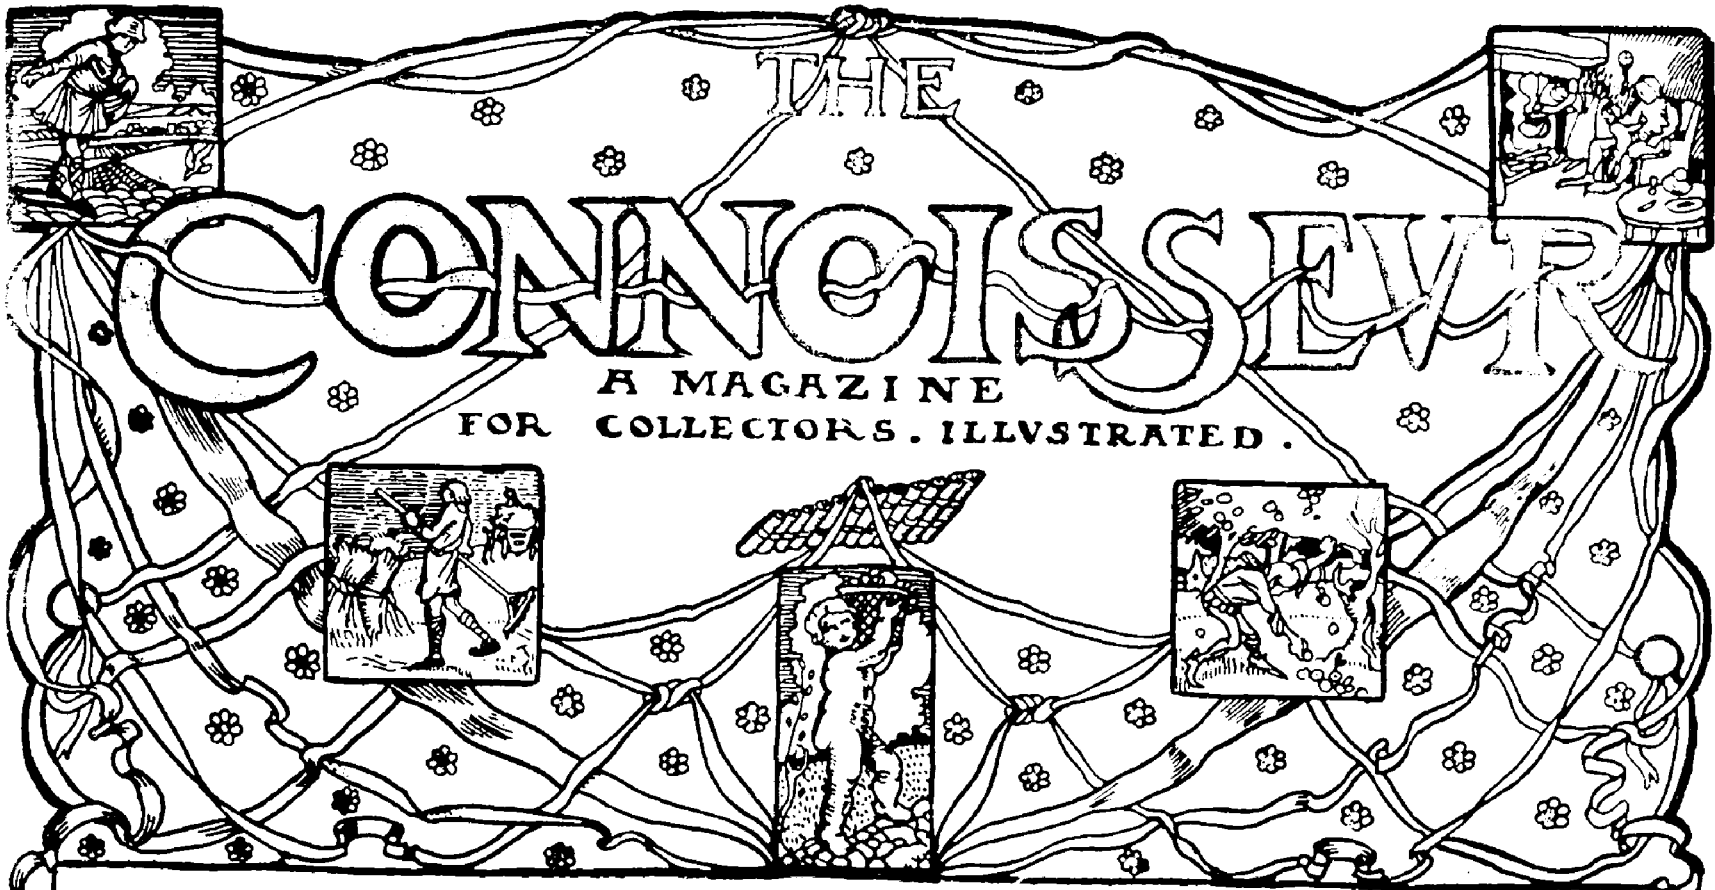 THE
CONNOISSEVR
A MAGAZINE
FOR COLLECTORS. ILLVSTRATED.